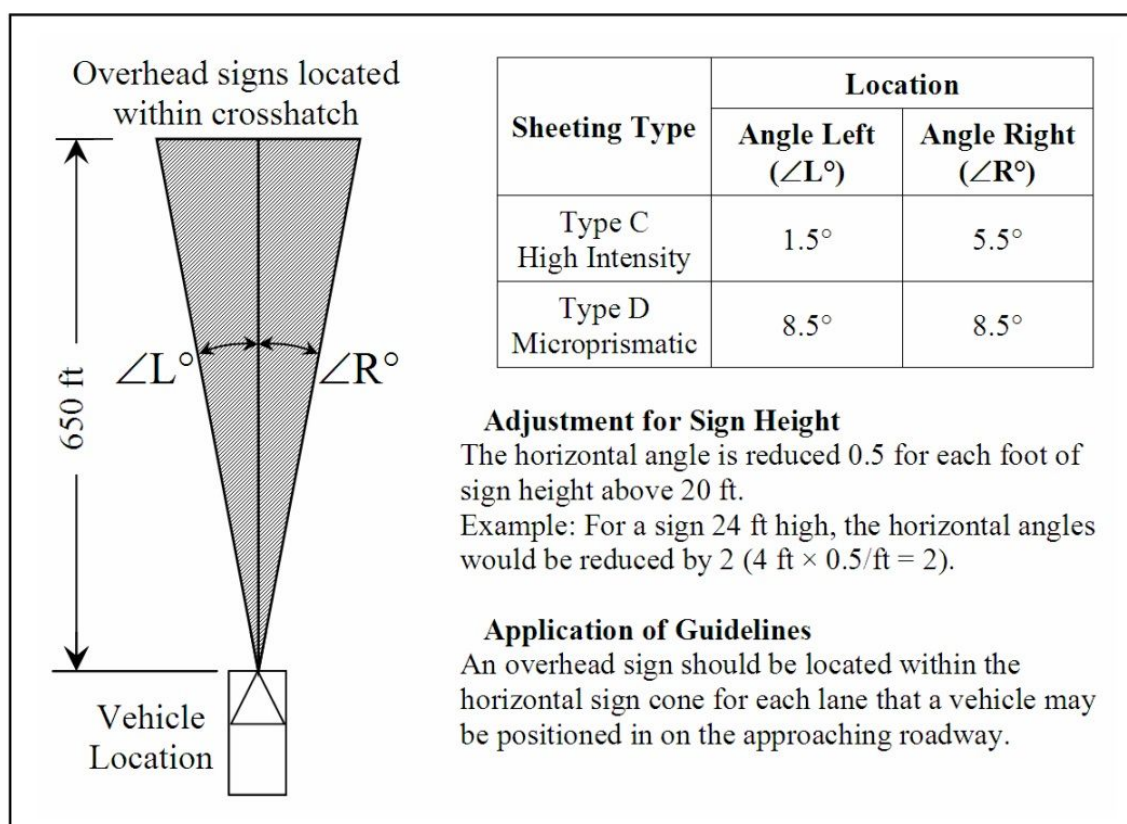 Overhead signs located
within crosshatch
650 ft
∠L°
∠R°
Vehicle
Location
Sheeting Type
Location
Angle Left
(∠L°)
Angle Right
(∠R°)
Type C
High Intensity
1.5°
5.5°
Type D
Microprismatic
8.5°
8.5°
Adjustment for Sign Height
The horizontal angle is reduced 0.5 for each foot of
sign height above 20 ft.
Example: For a sign 24 ft high, the horizontal angles
would be reduced by 2 (4 ft × 0.5/ft = 2).
Application of Guidelines
An overhead sign should be located within the
horizontal sign cone for each lane that a vehicle may
be positioned in on the approaching roadway.